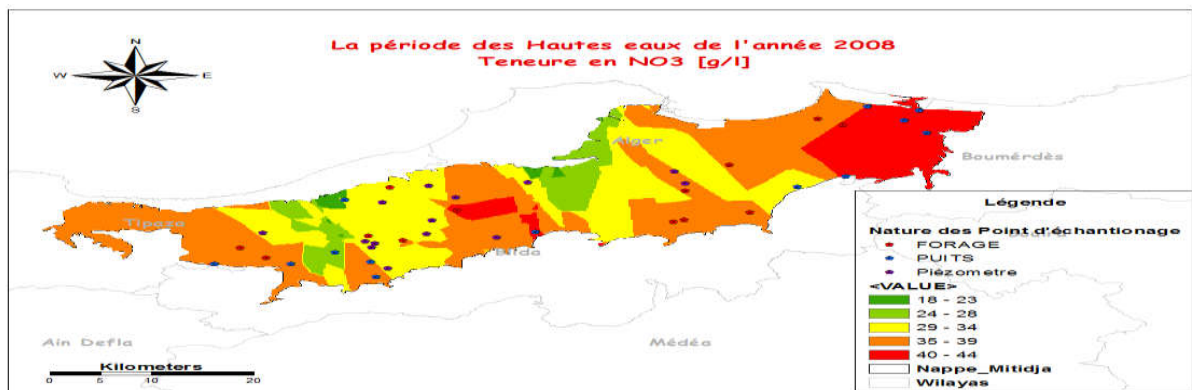 La période des Hautes eaux de l'année 2008
Teneure en NO3 [g/l]
N
W E
S
Alger
Boumérdès
Tipaza
Blida
Ain Defla
Médéa
Kilometers
0 5 10 20
Légende
Nature des Point d'échantionage
FORAGE
PUITS
Piézometre
<VALUE>
18 - 23
24 - 28
29 - 34
35 - 39
40 - 44
Nappe_Mitidja
Wilayas